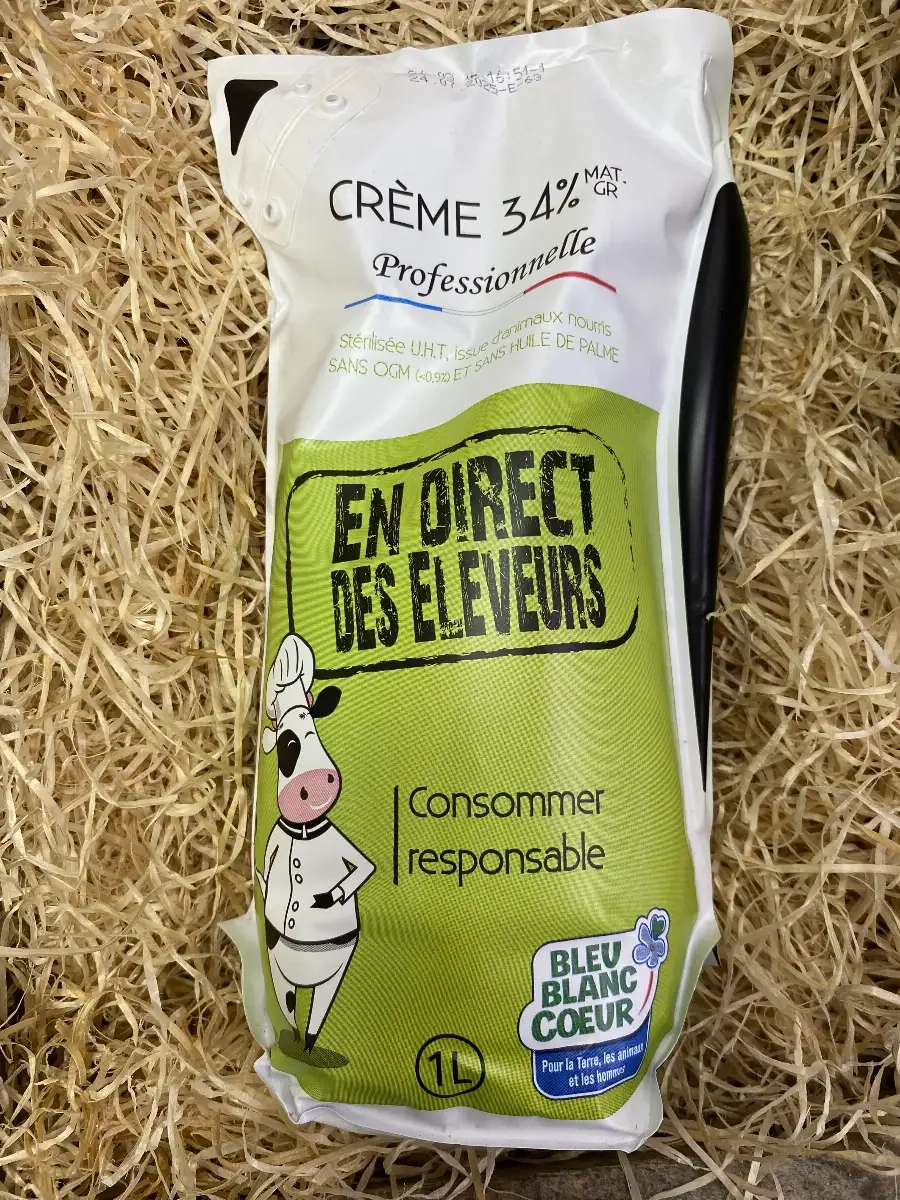 CRÈME 34% MAT. GR
Professionnelle
Stérilisée U.H.T, issue d'animaux nourris
SANS OGM (<0,9%) ET SANS HUILE DE PALME
EN DIRECT
DES ELEVEURS
Consommer
responsable
BLEU
BLANC
COEUR
Pour la Terre, les animaux
et les hommes
1L